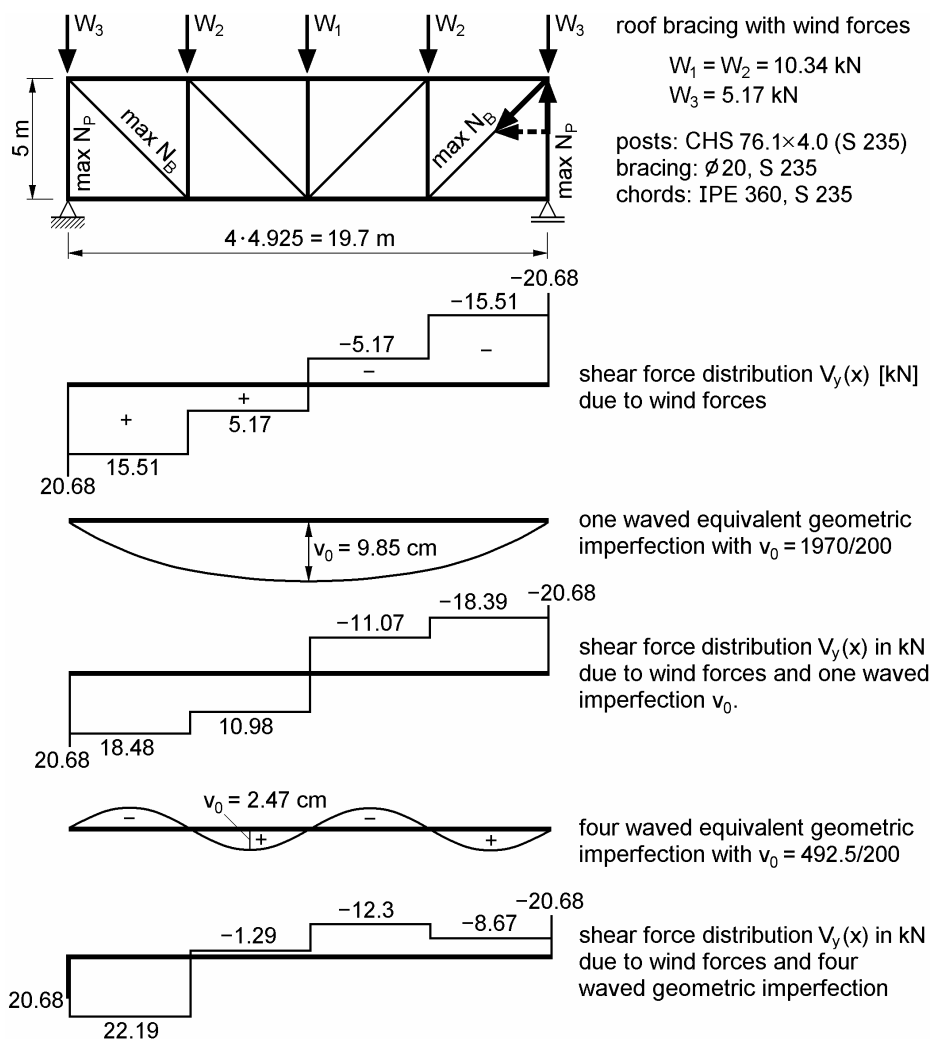 W3 W2 W1 W2 W3
roof bracing with wind forces
W1 = W2 = 10.34 kN
W3 = 5.17 kN
5 m
max NP
max NB
max NB
max NP
posts: CHS 76.1×4.0 (S 235)
bracing: ⌀20, S 235
chords: IPE 360, S 235
4·4.925 = 19.7 m
−20.68
−15.51
−5.17
−
−
+
+
5.17
15.51
20.68
shear force distribution Vy(x) [kN]
due to wind forces
v0 = 9.85 cm
one waved equivalent geometric
imperfection with v0 = 1970/200
−20.68
−18.39
−11.07
10.98
18.48
20.68
shear force distribution Vy(x) in kN
due to wind forces and one waved
imperfection v0.
v0 = 2.47 cm
− + − +
four waved equivalent geometric
imperfection with v0 = 492.5/200
−20.68
−12.3
−8.67
−1.29
20.68
22.19
shear force distribution Vy(x) in kN
due to wind forces and four
waved geometric imperfection